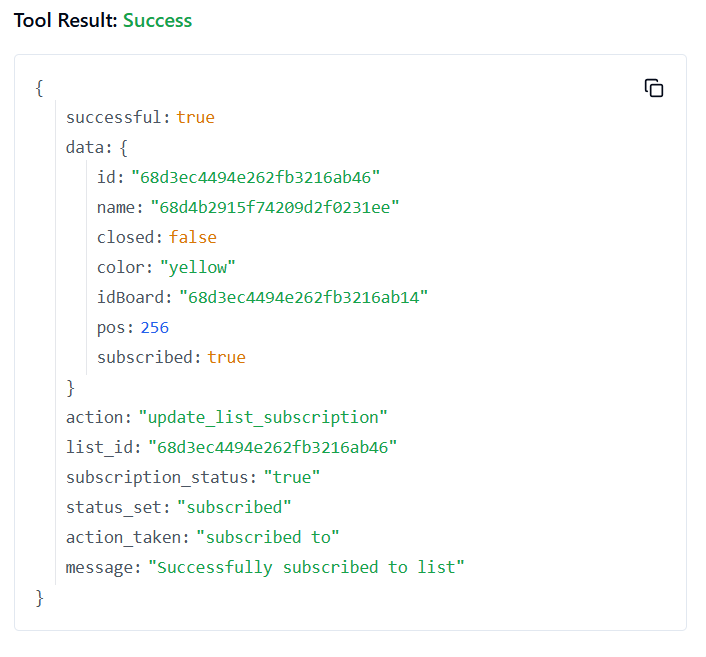 Tool Result: Success
{
successful: true
data: {
id: "68d3ec4494e262fb3216ab46"
name: "68d4b2915f74209d2f0231ee"
closed: false
color: "yellow"
idBoard: "68d3ec4494e262fb3216ab14"
pos: 256
subscribed: true
}
action: "update_list_subscription"
list_id: "68d3ec4494e262fb3216ab46"
subscription_status: "true"
status_set: "subscribed"
action_taken: "subscribed to"
message: "Successfully subscribed to list"
}